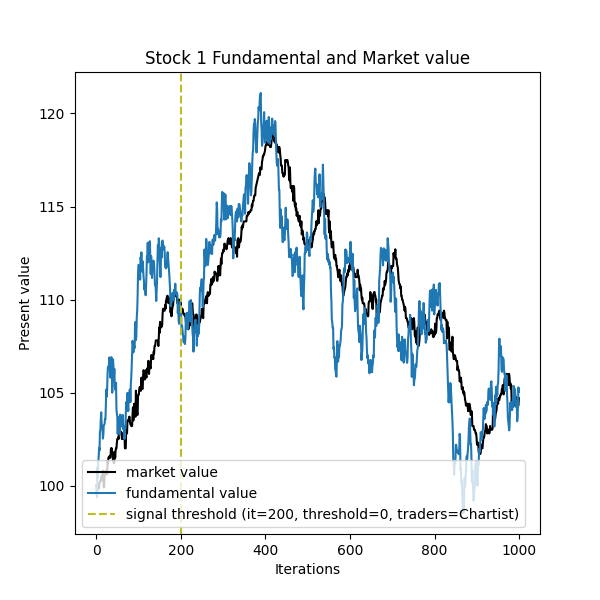 Stock 1 Fundamental and Market value
120
115
110
105
100
Present value
market value
fundamental value
signal threshold (it=200, threshold=0, traders=Chartist)
0 200 400 600 800 1000
Iterations